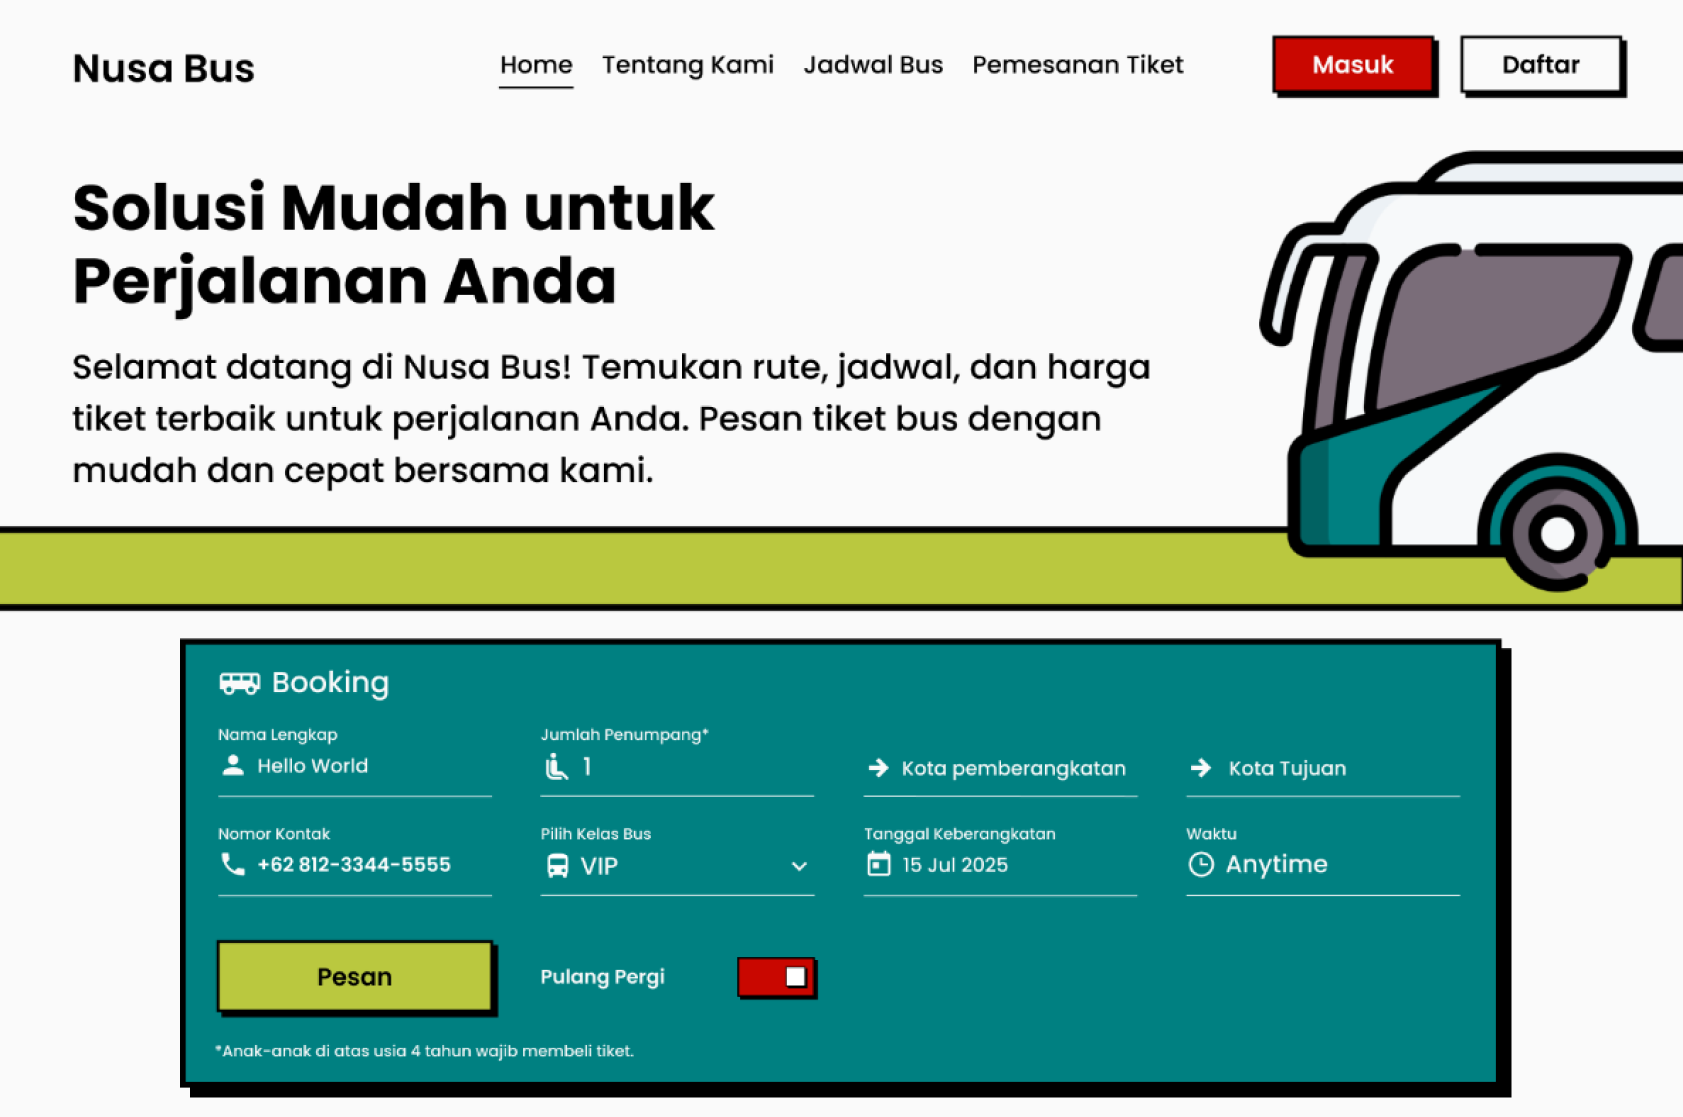 Nusa Bus
Home Tentang Kami Jadwal Bus Pemesanan Tiket
Masuk
Daftar
Solusi Mudah untuk
Perjalanan Anda
Selamat datang di Nusa Bus! Temukan rute, jadwal, dan harga
tiket terbaik untuk perjalanan Anda. Pesan tiket bus dengan
mudah dan cepat bersama kami.
Booking
Nama Lengkap
Hello World
Jumlah Penumpang*
1
Kota pemberangkatan
Kota Tujuan
Nomor Kontak
+62 812-3344-5555
Pilih Kelas Bus
VIP
Tanggal Keberangkatan
15 Jul 2025
Waktu
Anytime
Pesan
Pulang Pergi
*Anak-anak di atas usia 4 tahun wajib membeli tiket.